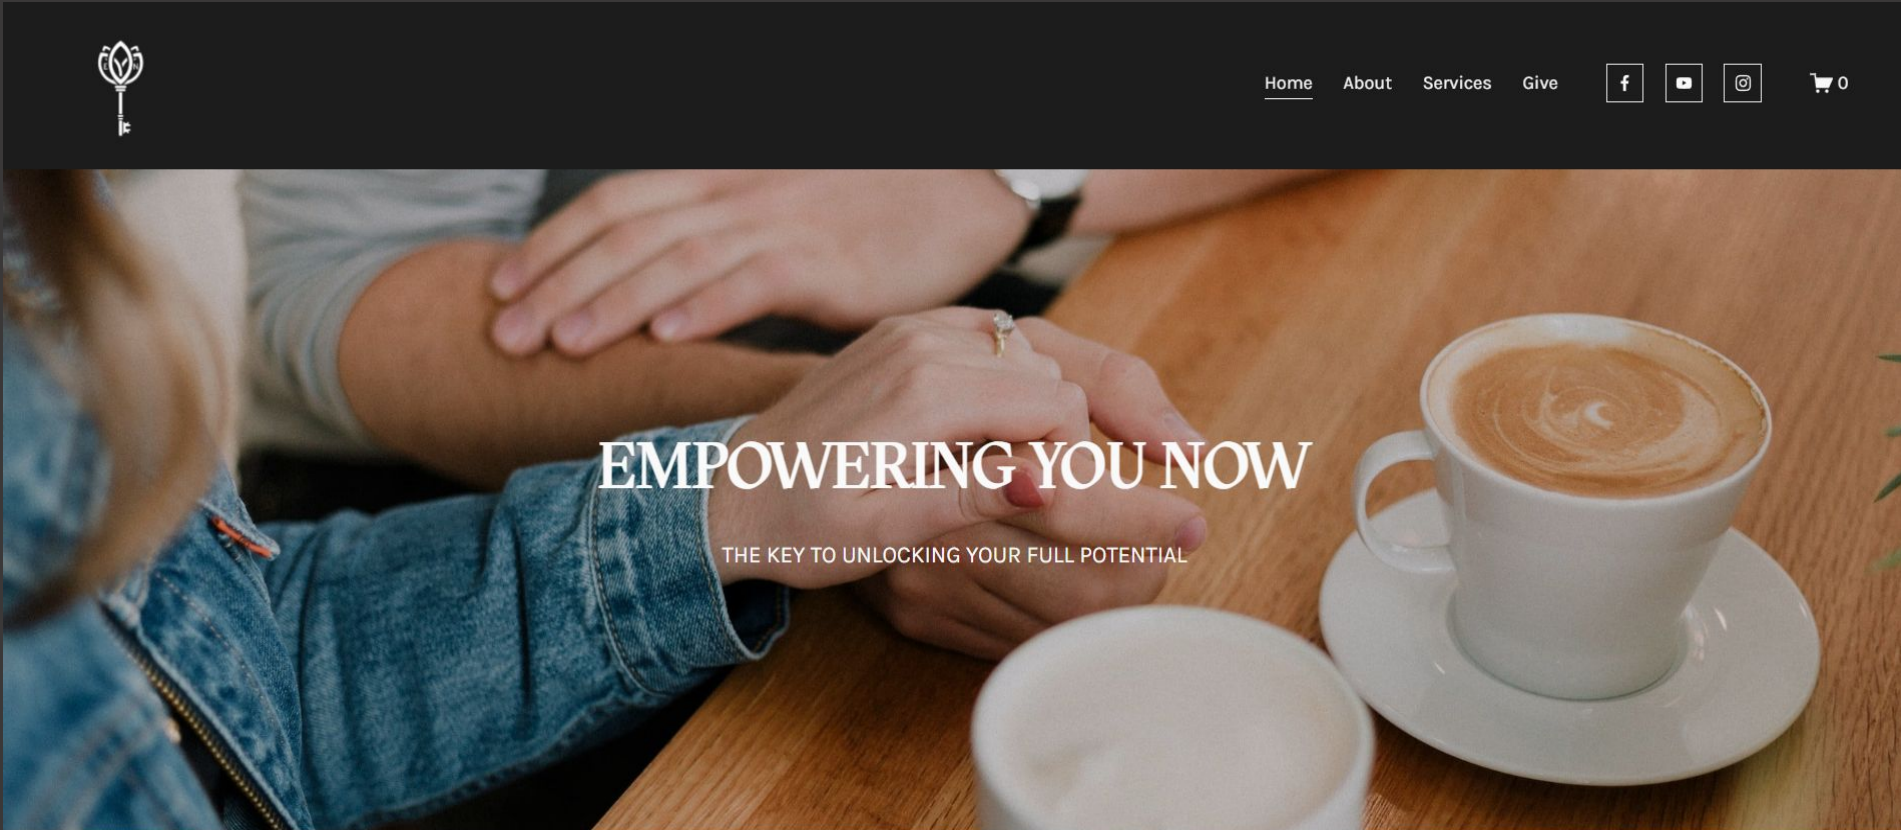 Home About Services Give 0
EMPOWERING YOU NOW
THE KEY TO UNLOCKING YOUR FULL POTENTIAL